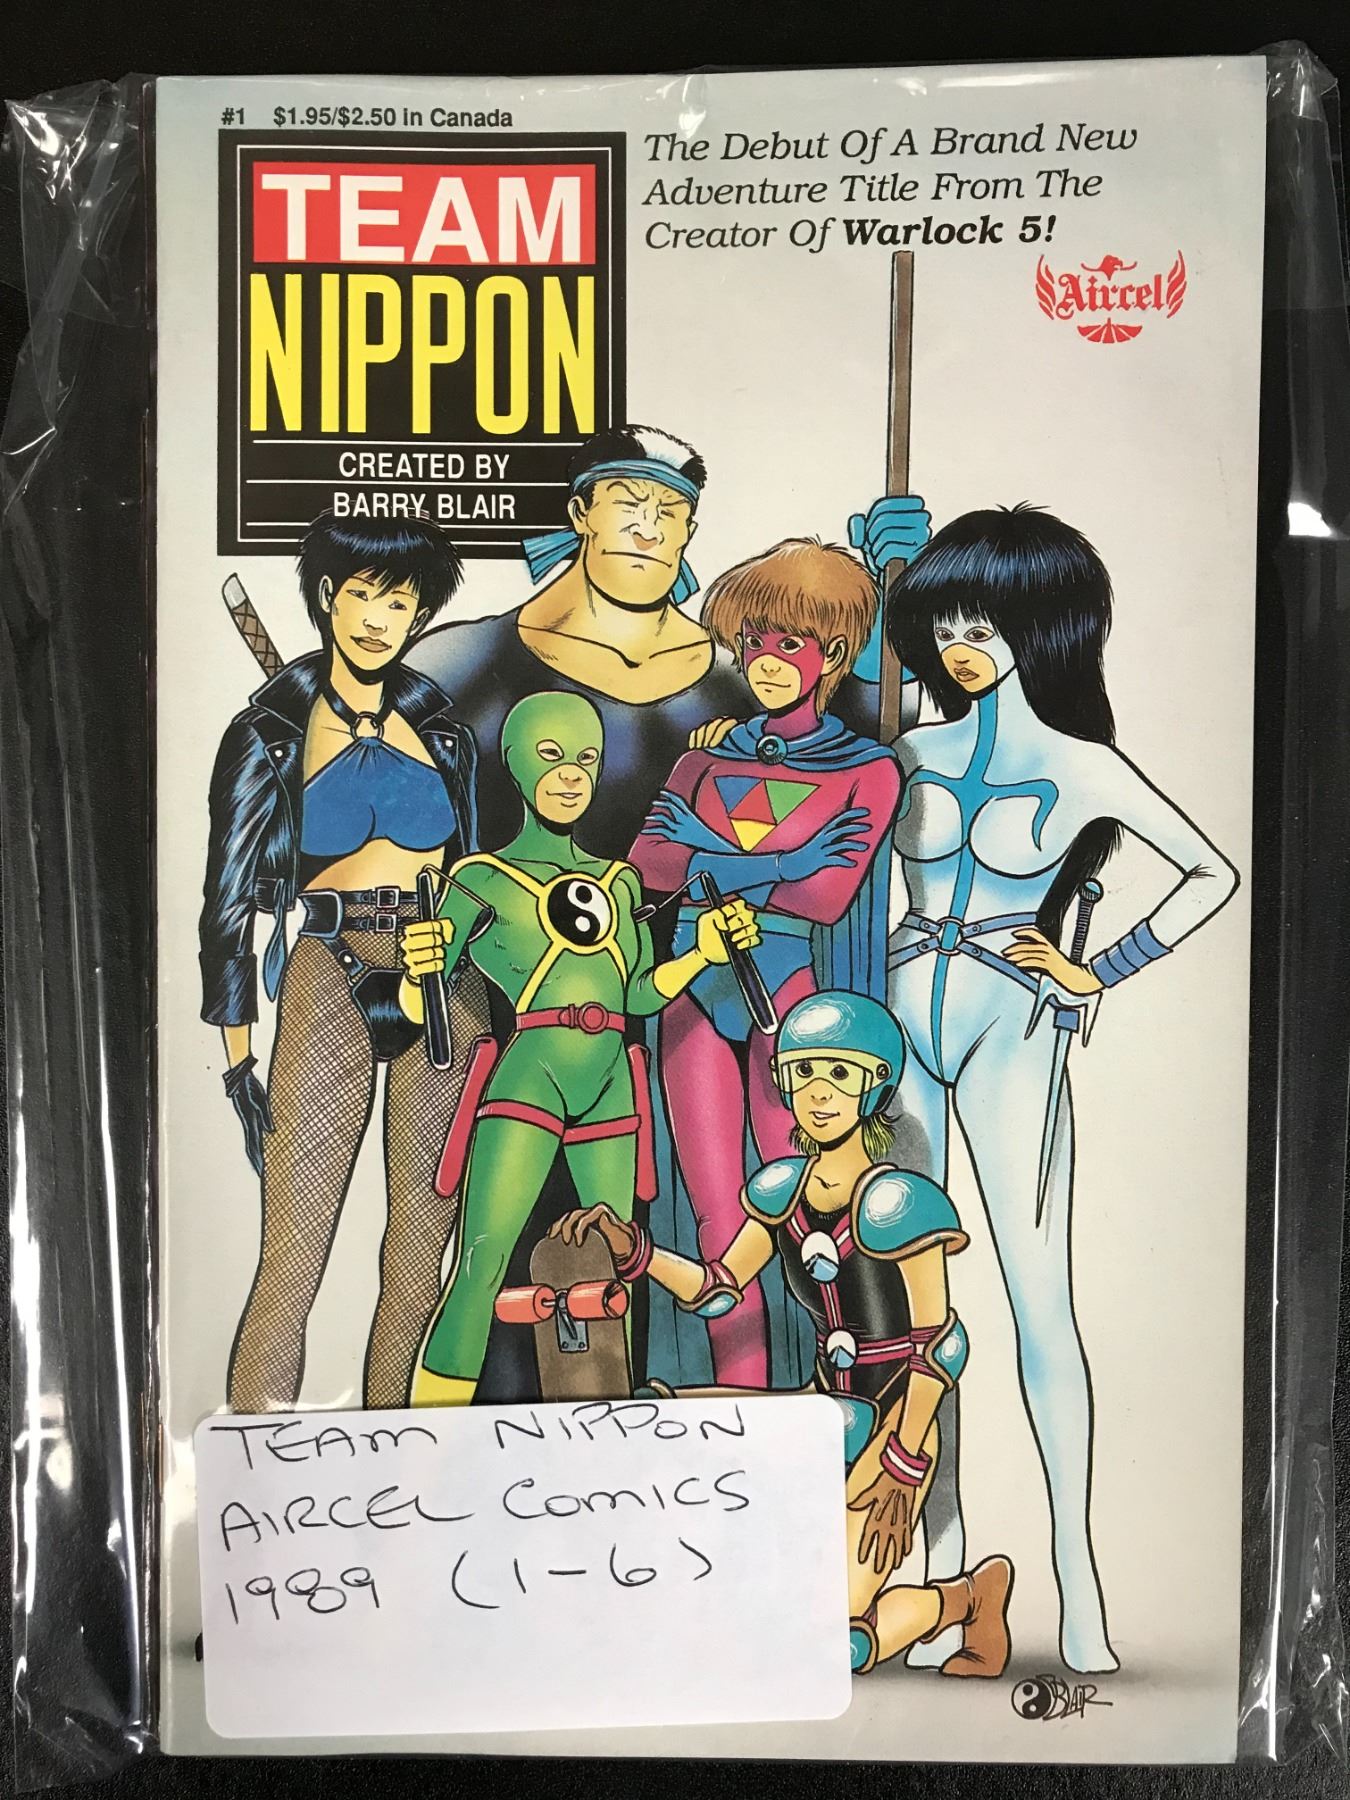 #1 $1.95/$2.50 in Canada
TEAM
NIPPON
CREATED BY
BARRY BLAIR
The Debut Of A Brand New
Adventure Title From The
Creator Of Warlock 5!
Aircel
TEAM NIPPON
AIRCEL COMICS
1989 (1-6)
BLAIR